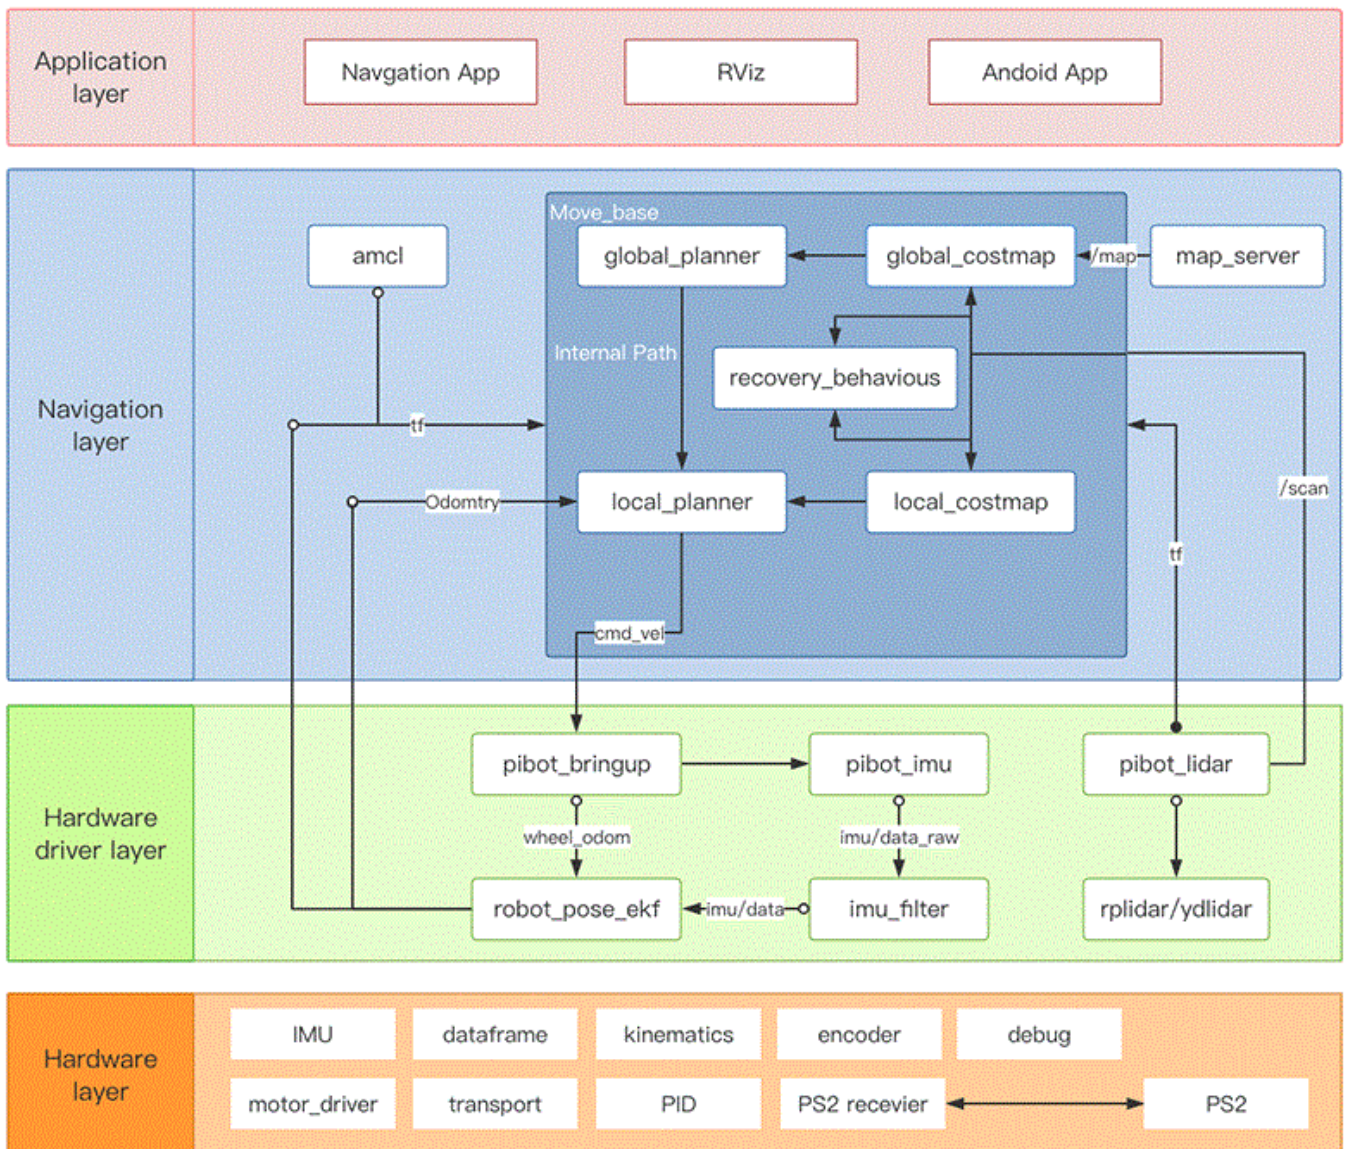 Application
layer
Navgation App
RViz
Andoid App
Navigation
layer
Move_base
amcl
global_planner
global_costmap
/map
map_server
Internal Path
recovery_behavious
tf
Odomtry
local_planner
local_costmap
/scan
tf
cmd_vel
Hardware
driver layer
pibot_bringup
pibot_imu
pibot_lidar
wheel_odom
imu/data_raw
robot_pose_ekf
imu/data
imu_filter
rplidar/ydlidar
Hardware
layer
IMU
dataframe
kinematics
encoder
debug
motor_driver
transport
PID
PS2 recevier
PS2